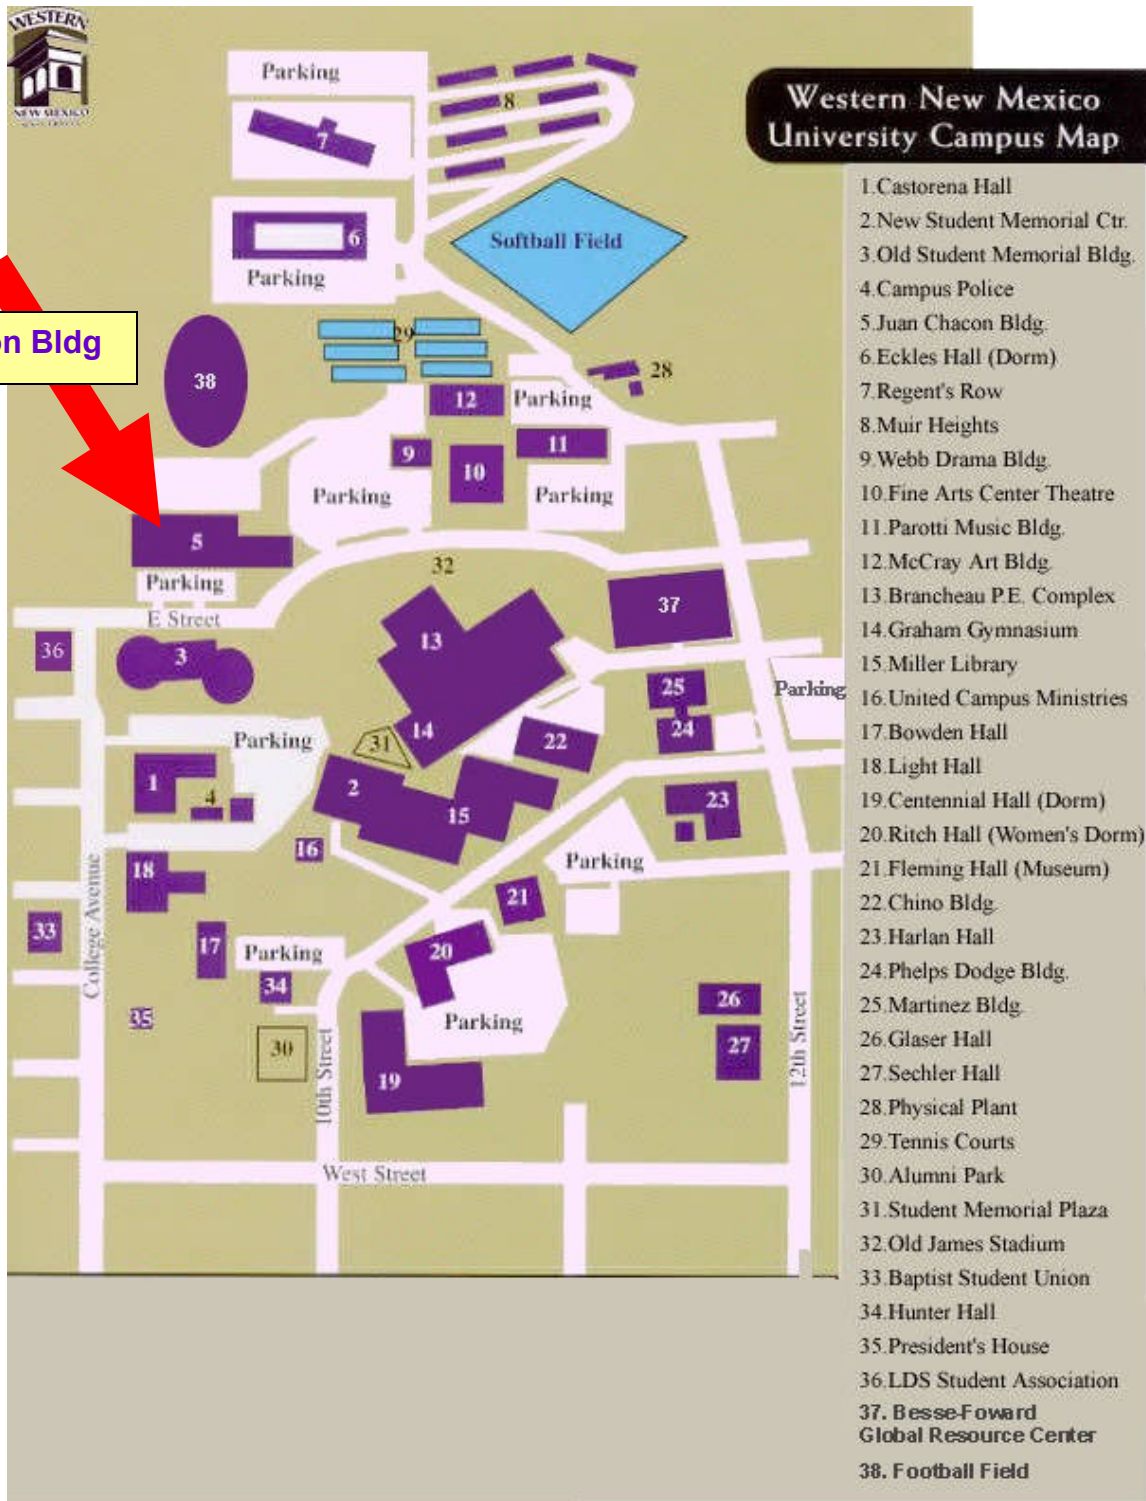 WESTERN
NEW MEXICO
UNIVERSITY
Western New Mexico
University Campus Map
1.Castorena Hall
2.New Student Memorial Ctr.
3.Old Student Memorial Bldg.
4.Campus Police
5.Juan Chacon Bldg.
6.Eckles Hall (Dorm)
7.Regent's Row
8.Muir Heights
9.Webb Drama Bldg.
10.Fine Arts Center Theatre
11.Parotti Music Bldg.
12.McCray Art Bldg.
13.Brancheau P.E. Complex
14.Graham Gymnasium
15.Miller Library
16.United Campus Ministries
17.Bowden Hall
18.Light Hall
19.Centennial Hall (Dorm)
20.Ritch Hall (Women's Dorm)
21.Fleming Hall (Museum)
22.Chino Bldg.
23.Harlan Hall
24.Phelps Dodge Bldg.
25.Martinez Bldg.
26.Glaser Hall
27.Sechler Hall
28.Physical Plant
29.Tennis Courts
30.Alumni Park
31.Student Memorial Plaza
32.Old James Stadium
33.Baptist Student Union
34.Hunter Hall
35.President's House
36.LDS Student Association
37. Besse-Foward
Global Resource Center
38. Football Field
Parking
8
7
6
Softball Field
Parking
on Bldg
29
38
28
12
Parking
11
9
10
Parking
Parking
5
32
Parking
37
E Street
13
36
3
25
Parking
14
24
31
22
Parking
1
2
4
23
15
16
Parking
18
21
College Avenue
33
17
Parking
20
34
26
35
Parking
30
27
10th Street
12th Street
19
West Street